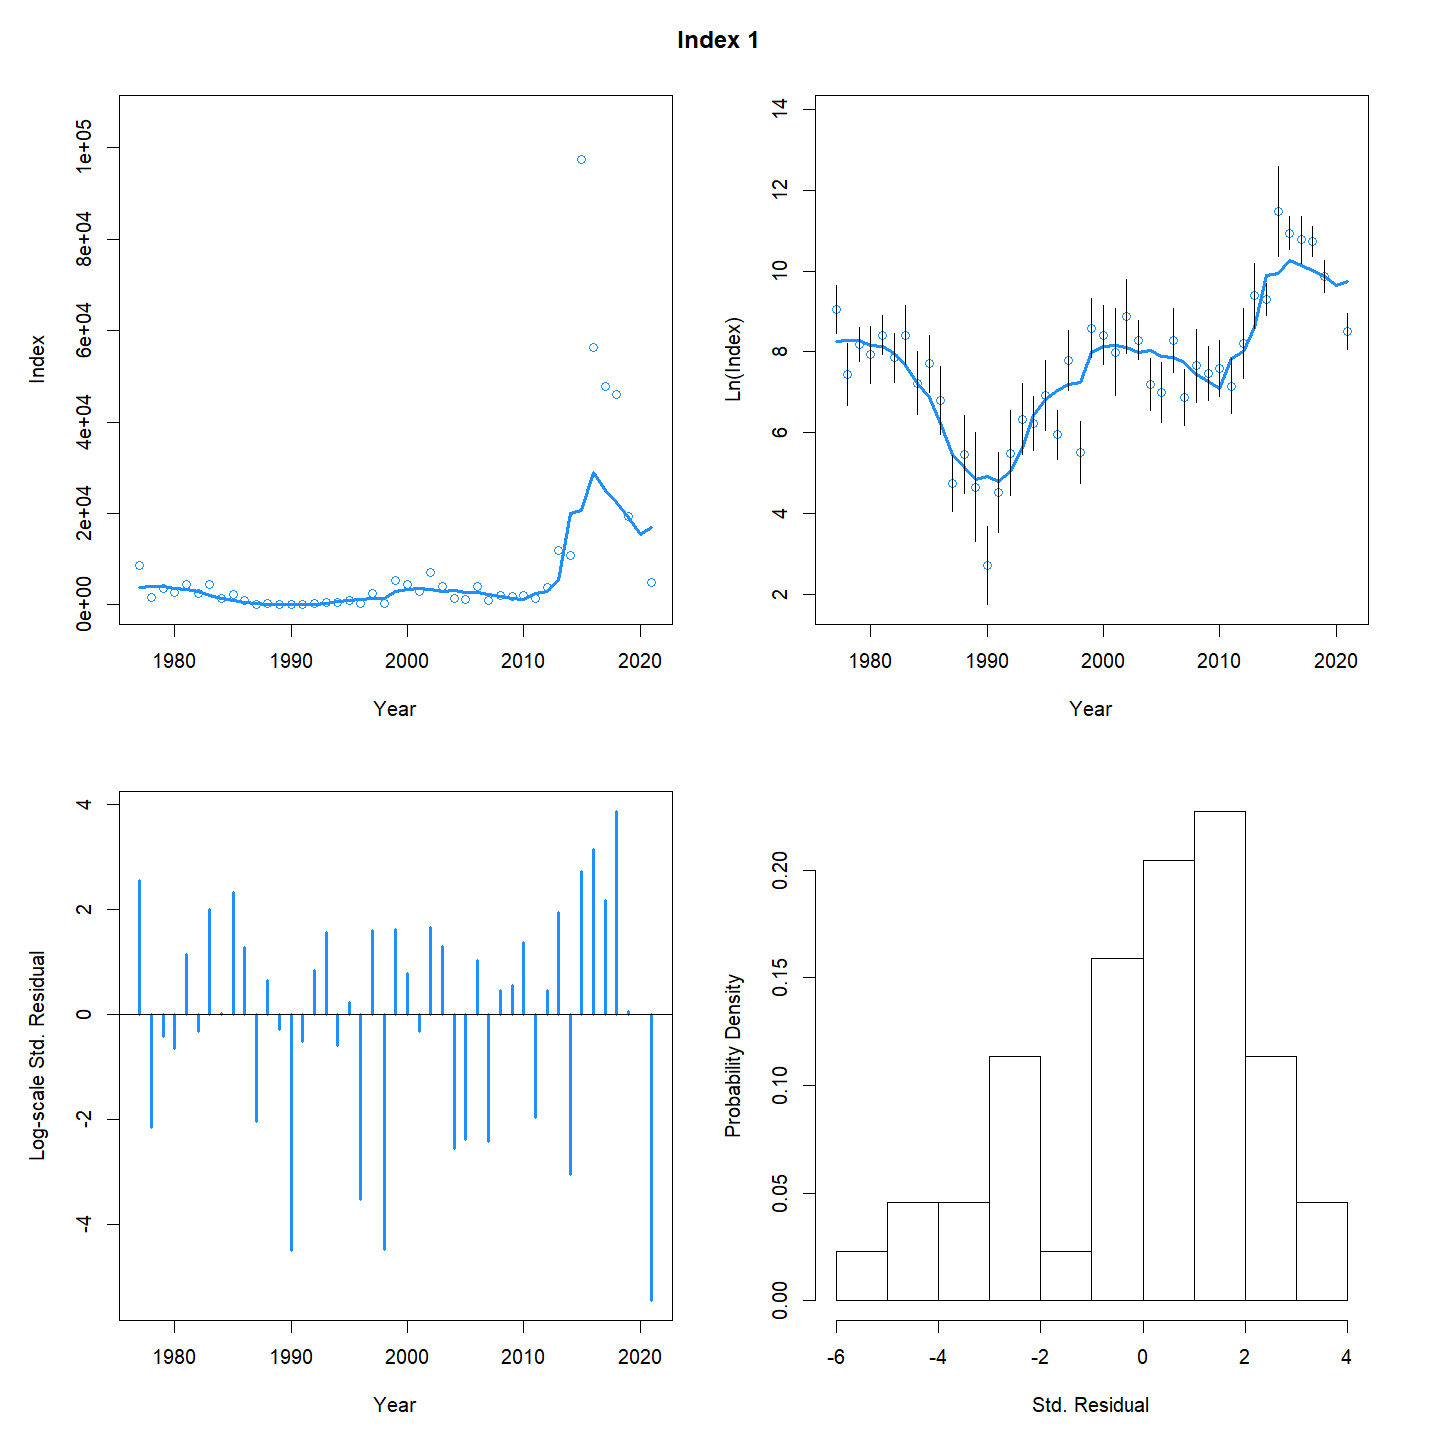 Index 1
Index
1e+05
8e+04
6e+04
4e+04
2e+04
0e+00
1980 1990 2000 2010 2020
Year
Ln(Index)
14
12
10
8
6
4
2
1980 1990 2000 2010 2020
Year
Log-scale Std. Residual
4
2
0
-2
-4
1980 1990 2000 2010 2020
Year
Probability Density
0.20
0.15
0.10
0.05
0.00
-6 -4 -2 0 2 4
Std. Residual